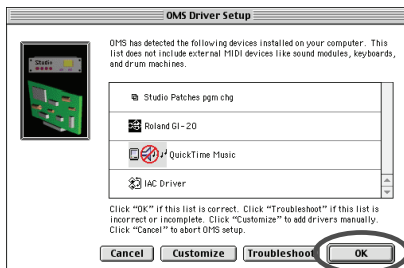 OMS Driver Setup
Studio
OMS has detected the following devices installed on your computer. This
list does not include external MIDI devices like sound modules, keyboards,
and drum machines.
Studio Patches pgm chg
Roland GI-20
QuickTime Music
IAC Driver
Click “OK” if this list is correct. Click “Troubleshoot” if this list is
incorrect or incomplete. Click “Customize” to add drivers manually.
Click “Cancel” to abort OMS setup.
Cancel Customize Troubleshoot OK